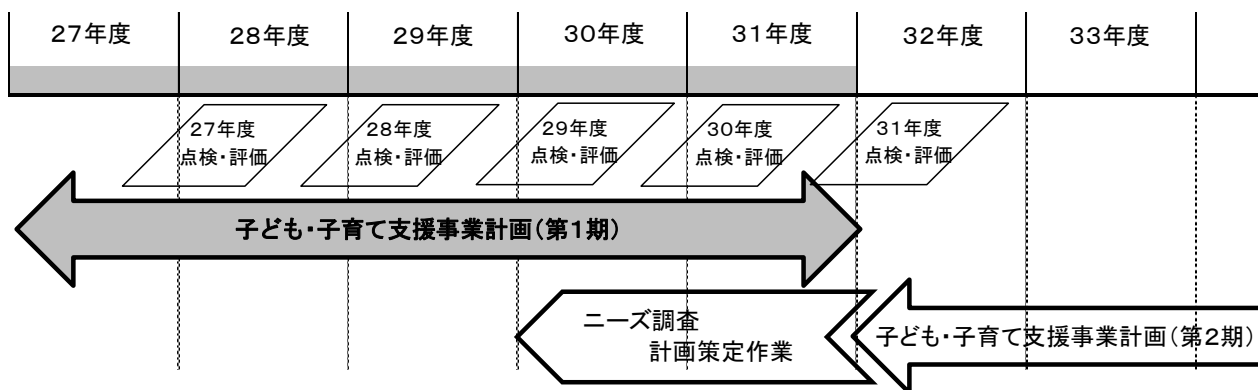 27年度 28年度 29年度 30年度 31年度 32年度 33年度
27年度
点検・評価
28年度
点検・評価
29年度
点検・評価
30年度
点検・評価
31年度
点検・評価
子ども・子育て支援事業計画（第1期）
ニーズ調査
計画策定作業
子ども・子育て支援事業計画（第2期）